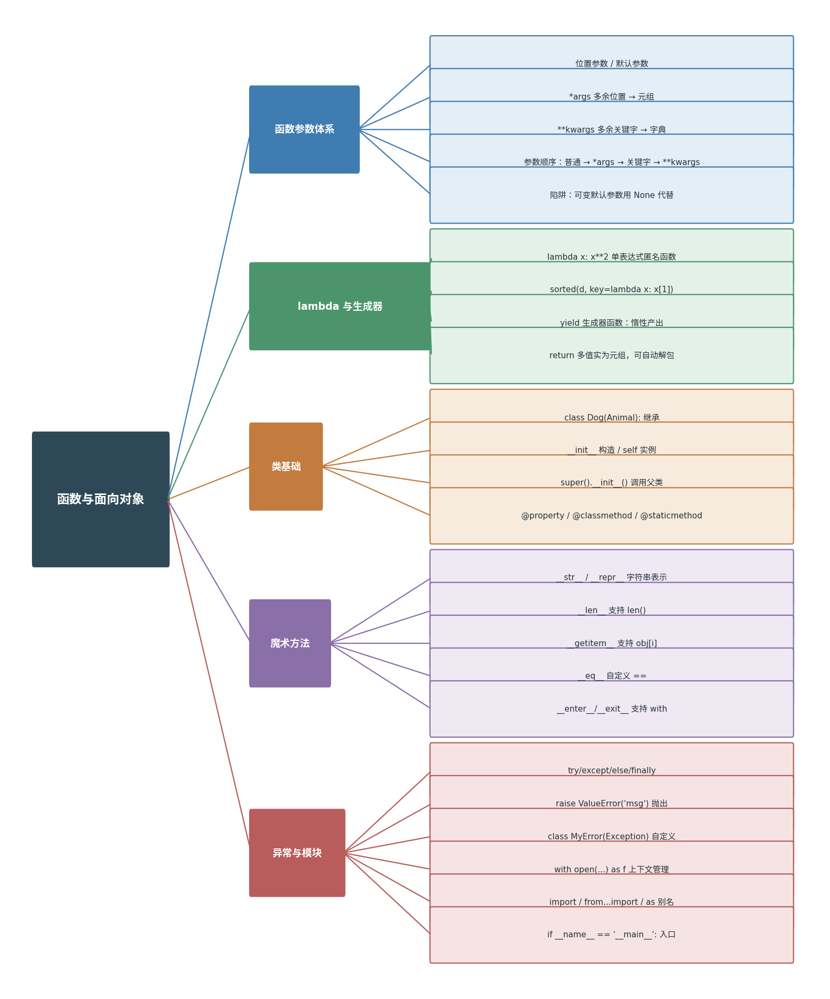 函数与面向对象
函数参数体系
位置参数 / 默认参数
*args 多余位置 → 元组
**kwargs 多余关键字 → 字典
参数顺序：普通 → *args → 关键字 → **kwargs
陷阱：可变默认参数用 None 代替
lambda 与生成器
lambda x: x**2 单表达式匿名函数
sorted(d, key=lambda x: x[1])
yield 生成器函数：惰性产出
return 多值实为元组，可自动解包
类基础
class Dog(Animal): 继承
__init__ 构造 / self 实例
super().__init__() 调用父类
@property / @classmethod / @staticmethod
魔术方法
__str__ / __repr__ 字符串表示
__len__ 支持 len()
__getitem__ 支持 obj[i]
__eq__ 自定义 ==
__enter__/__exit__ 支持 with
异常与模块
try/except/else/finally
raise ValueError('msg') 抛出
class MyError(Exception) 自定义
with open(...) as f 上下文管理
import / from...import / as 别名
if __name__ == '__main__': 入口